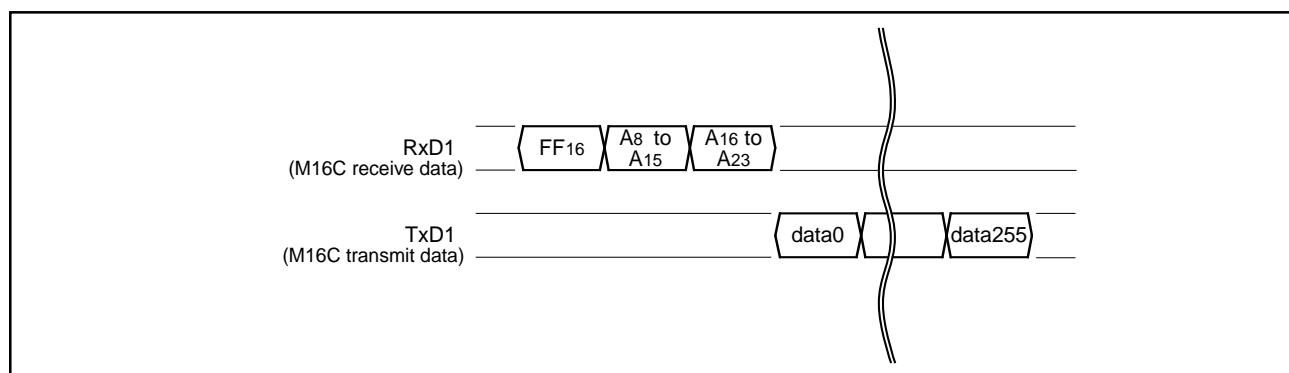 RxD1
(M16C receive data)
FF16
A8 to
A15
A16 to
A23
TxD1
(M16C transmit data)
data0
data255